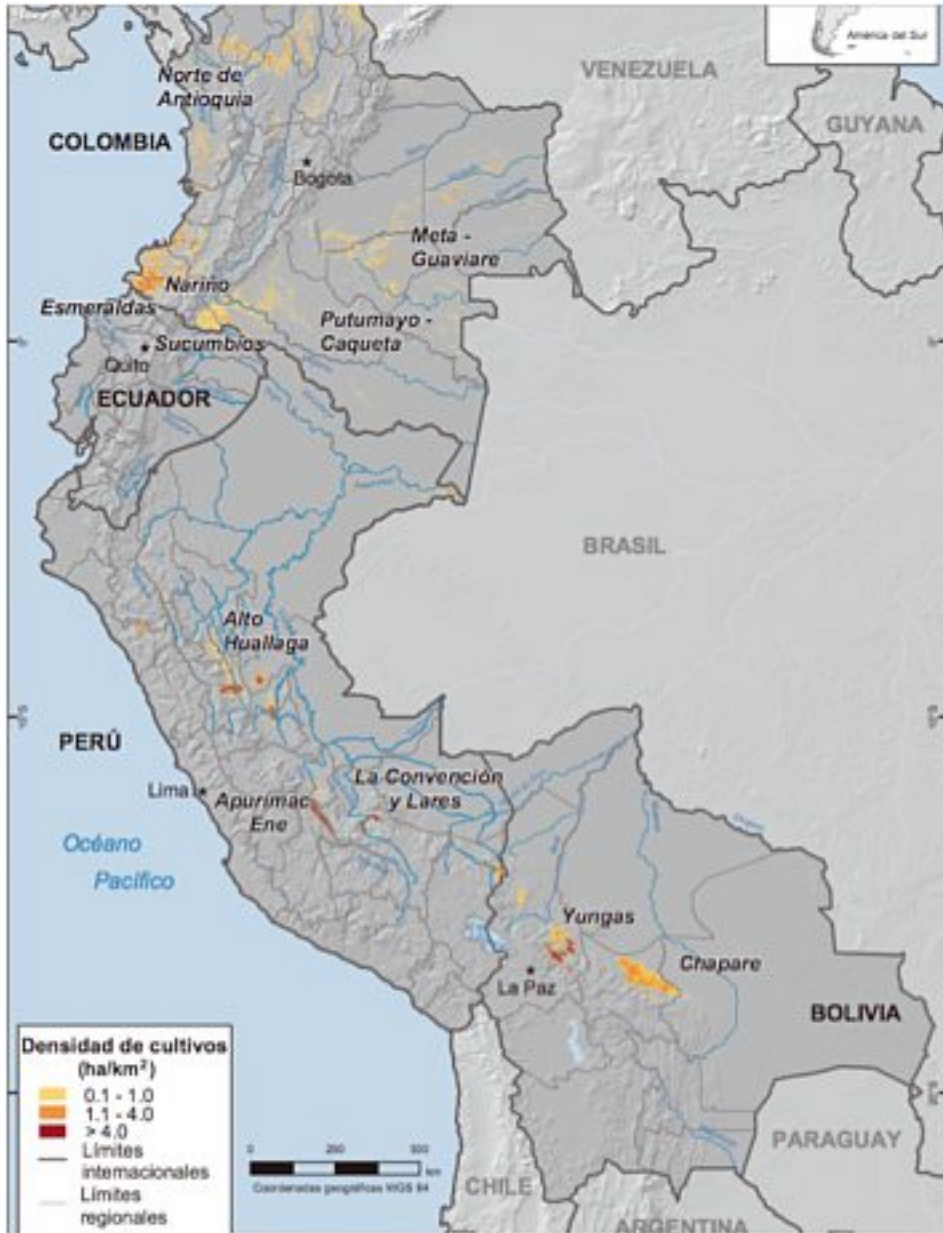 América del Sur
VENEZUELA
GUYANA
Norte de
Antioquia
COLOMBIA
Bogota
Meta -
Guaviare
Nariño
Esmeraldas
Putumayo -
Caqueta
Sucumbíos
Quito
ECUADOR
BRASIL
Alto
Huallaga
PERÚ
La Convención
y Lares
Lima
Apurimac
Ene
Océano
Pacífico
Yungas
Chapare
La Paz
BOLIVIA
Densidad de cultivos
(ha/km²)
0.1 - 1.0
1.1 - 4.0
> 4.0
Límites
internacionales
Límites
regionales
0 250 500
km
Coordenadas geográficas WGS 84
PARAGUAY
CHILE
ARGENTINA